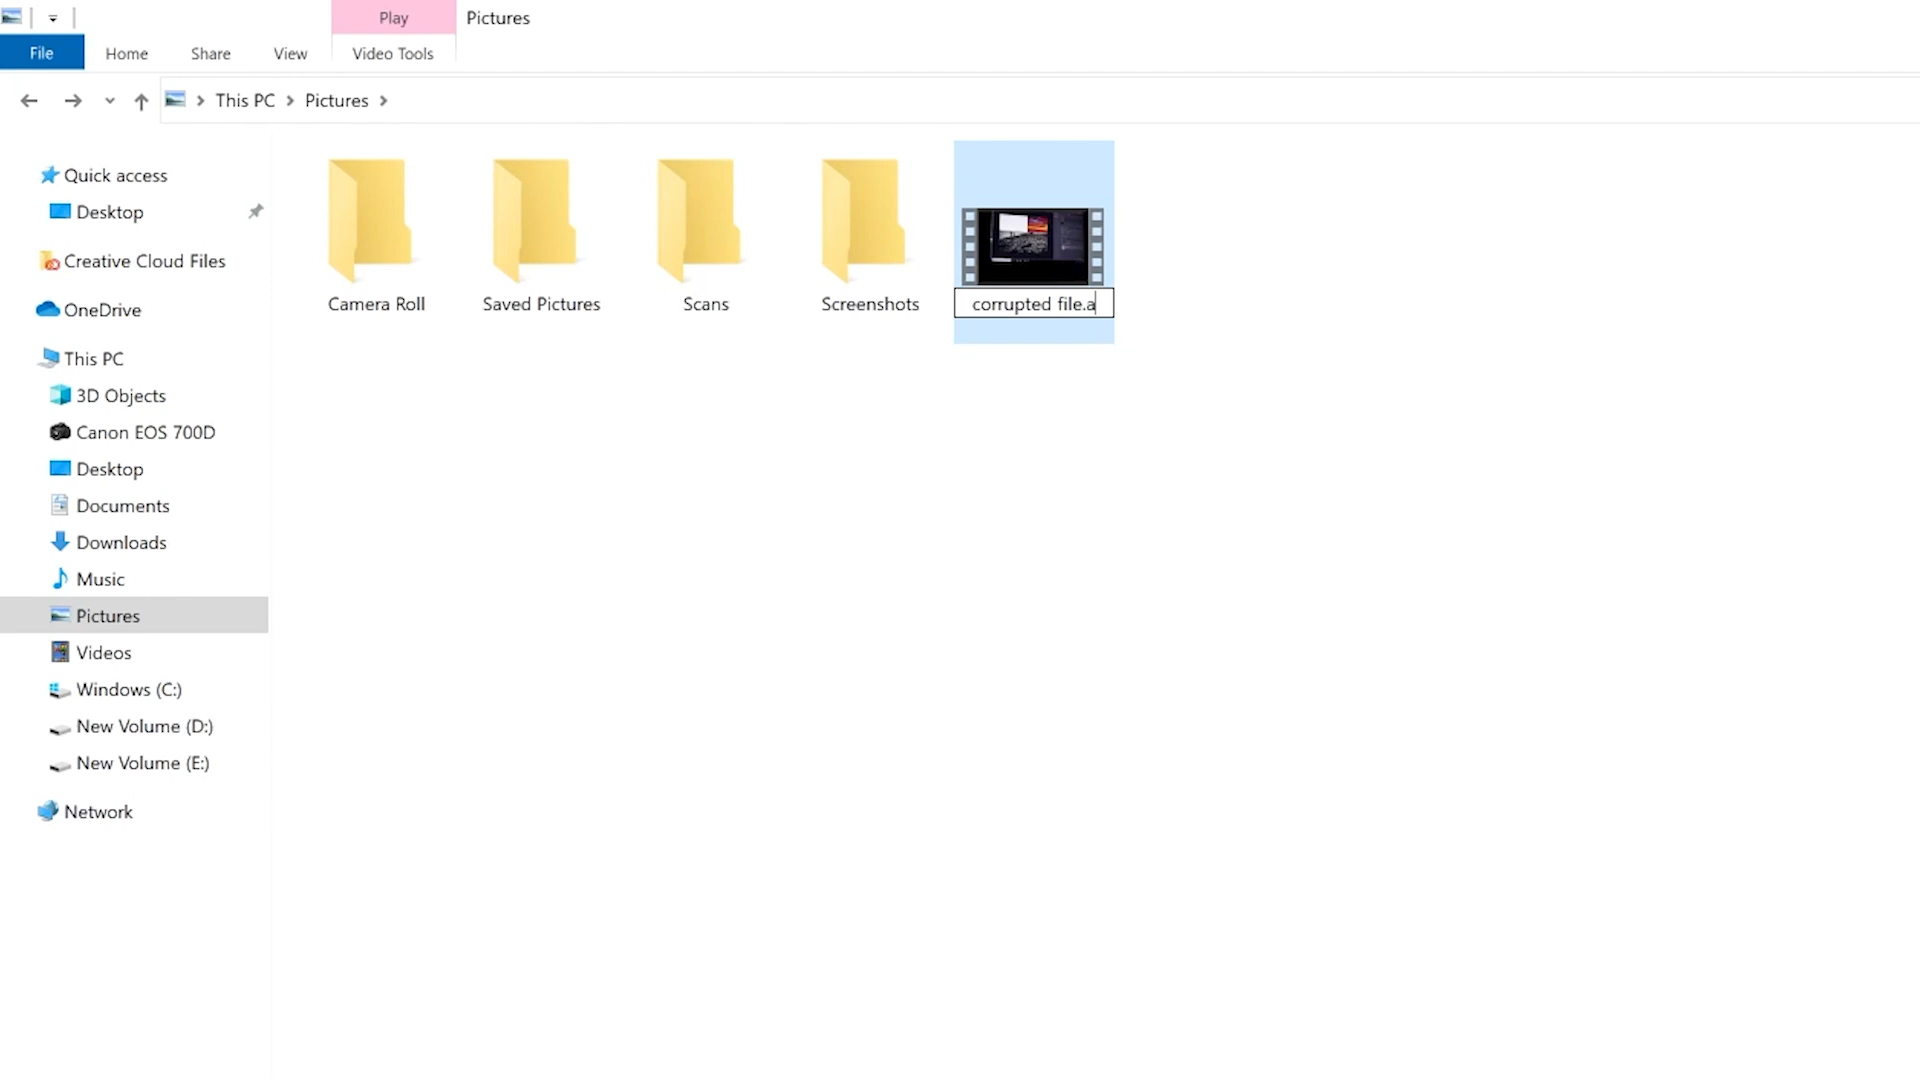 Play
Pictures
File
Home
Share
View
Video Tools
This PC
Pictures
Quick access
Desktop
Creative Cloud Files
OneDrive
This PC
3D Objects
Canon EOS 700D
Desktop
Documents
Downloads
Music
Pictures
Videos
Windows (C:)
New Volume (D:)
New Volume (E:)
Network
Camera Roll
Saved Pictures
Scans
Screenshots
corrupted file.a